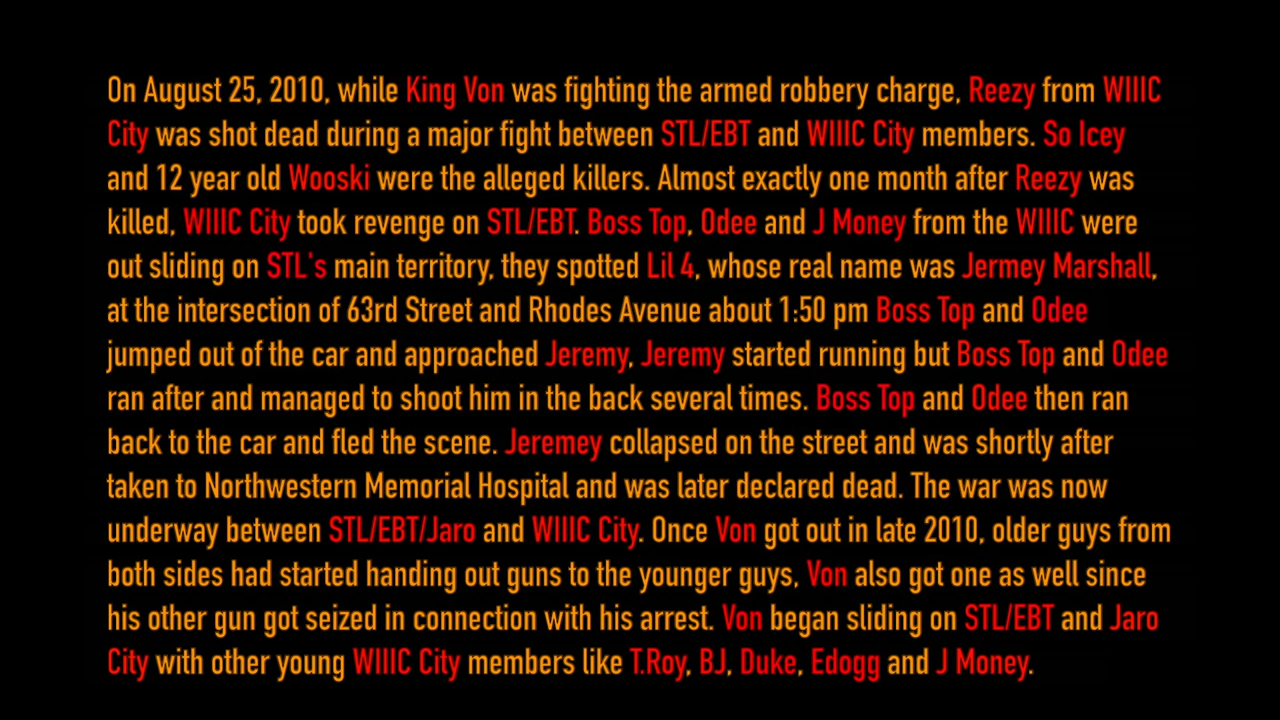 On August 25, 2010, while King Von was fighting the armed robbery charge, Reezy from WIIIC
City was shot dead during a major fight between STL/EBT and WIIIC City members. So Icey
and 12 year old Wooski were the alleged killers. Almost exactly one month after Reezy was
killed, WIIIC City took revenge on STL/EBT. Boss Top, Odee and J Money from the WIIIC were
out sliding on STL's main territory, they spotted Lil 4, whose real name was Jermey Marshall,
at the intersection of 63rd Street and Rhodes Avenue about 1:50 pm Boss Top and Odee
jumped out of the car and approached Jeremy, Jeremy started running but Boss Top and Odee
ran after and managed to shoot him in the back several times. Boss Top and Odee then ran
back to the car and fled the scene. Jeremey collapsed on the street and was shortly after
taken to Northwestern Memorial Hospital and was later declared dead. The war was now
underway between STL/EBT/Jaro and WIIIC City. Once Von got out in late 2010, older guys from
both sides had started handing out guns to the younger guys, Von also got one as well since
his other gun got seized in connection with his arrest. Von began sliding on STL/EBT and Jaro
City with other young WIIIC City members like T.Roy, BJ, Duke, Edogg and J Money.